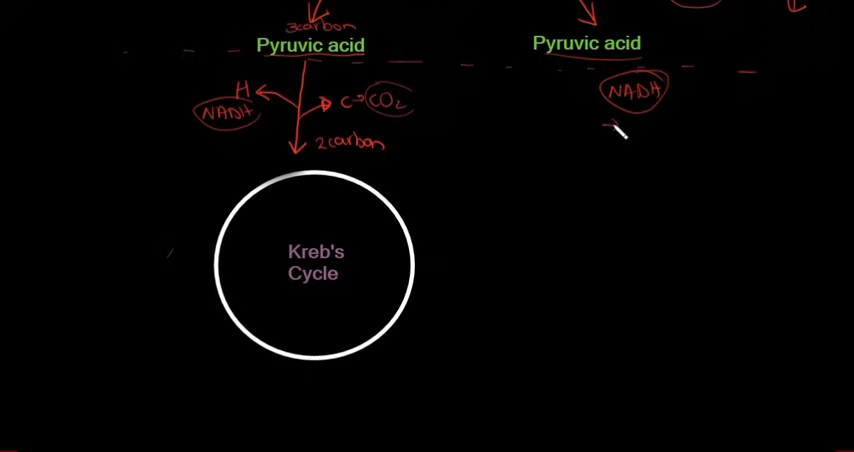 3carbon
Pyruvic acid
Pyruvic acid
H
NADH
C → CO2
NADH
2carbon
Kreb's
Cycle